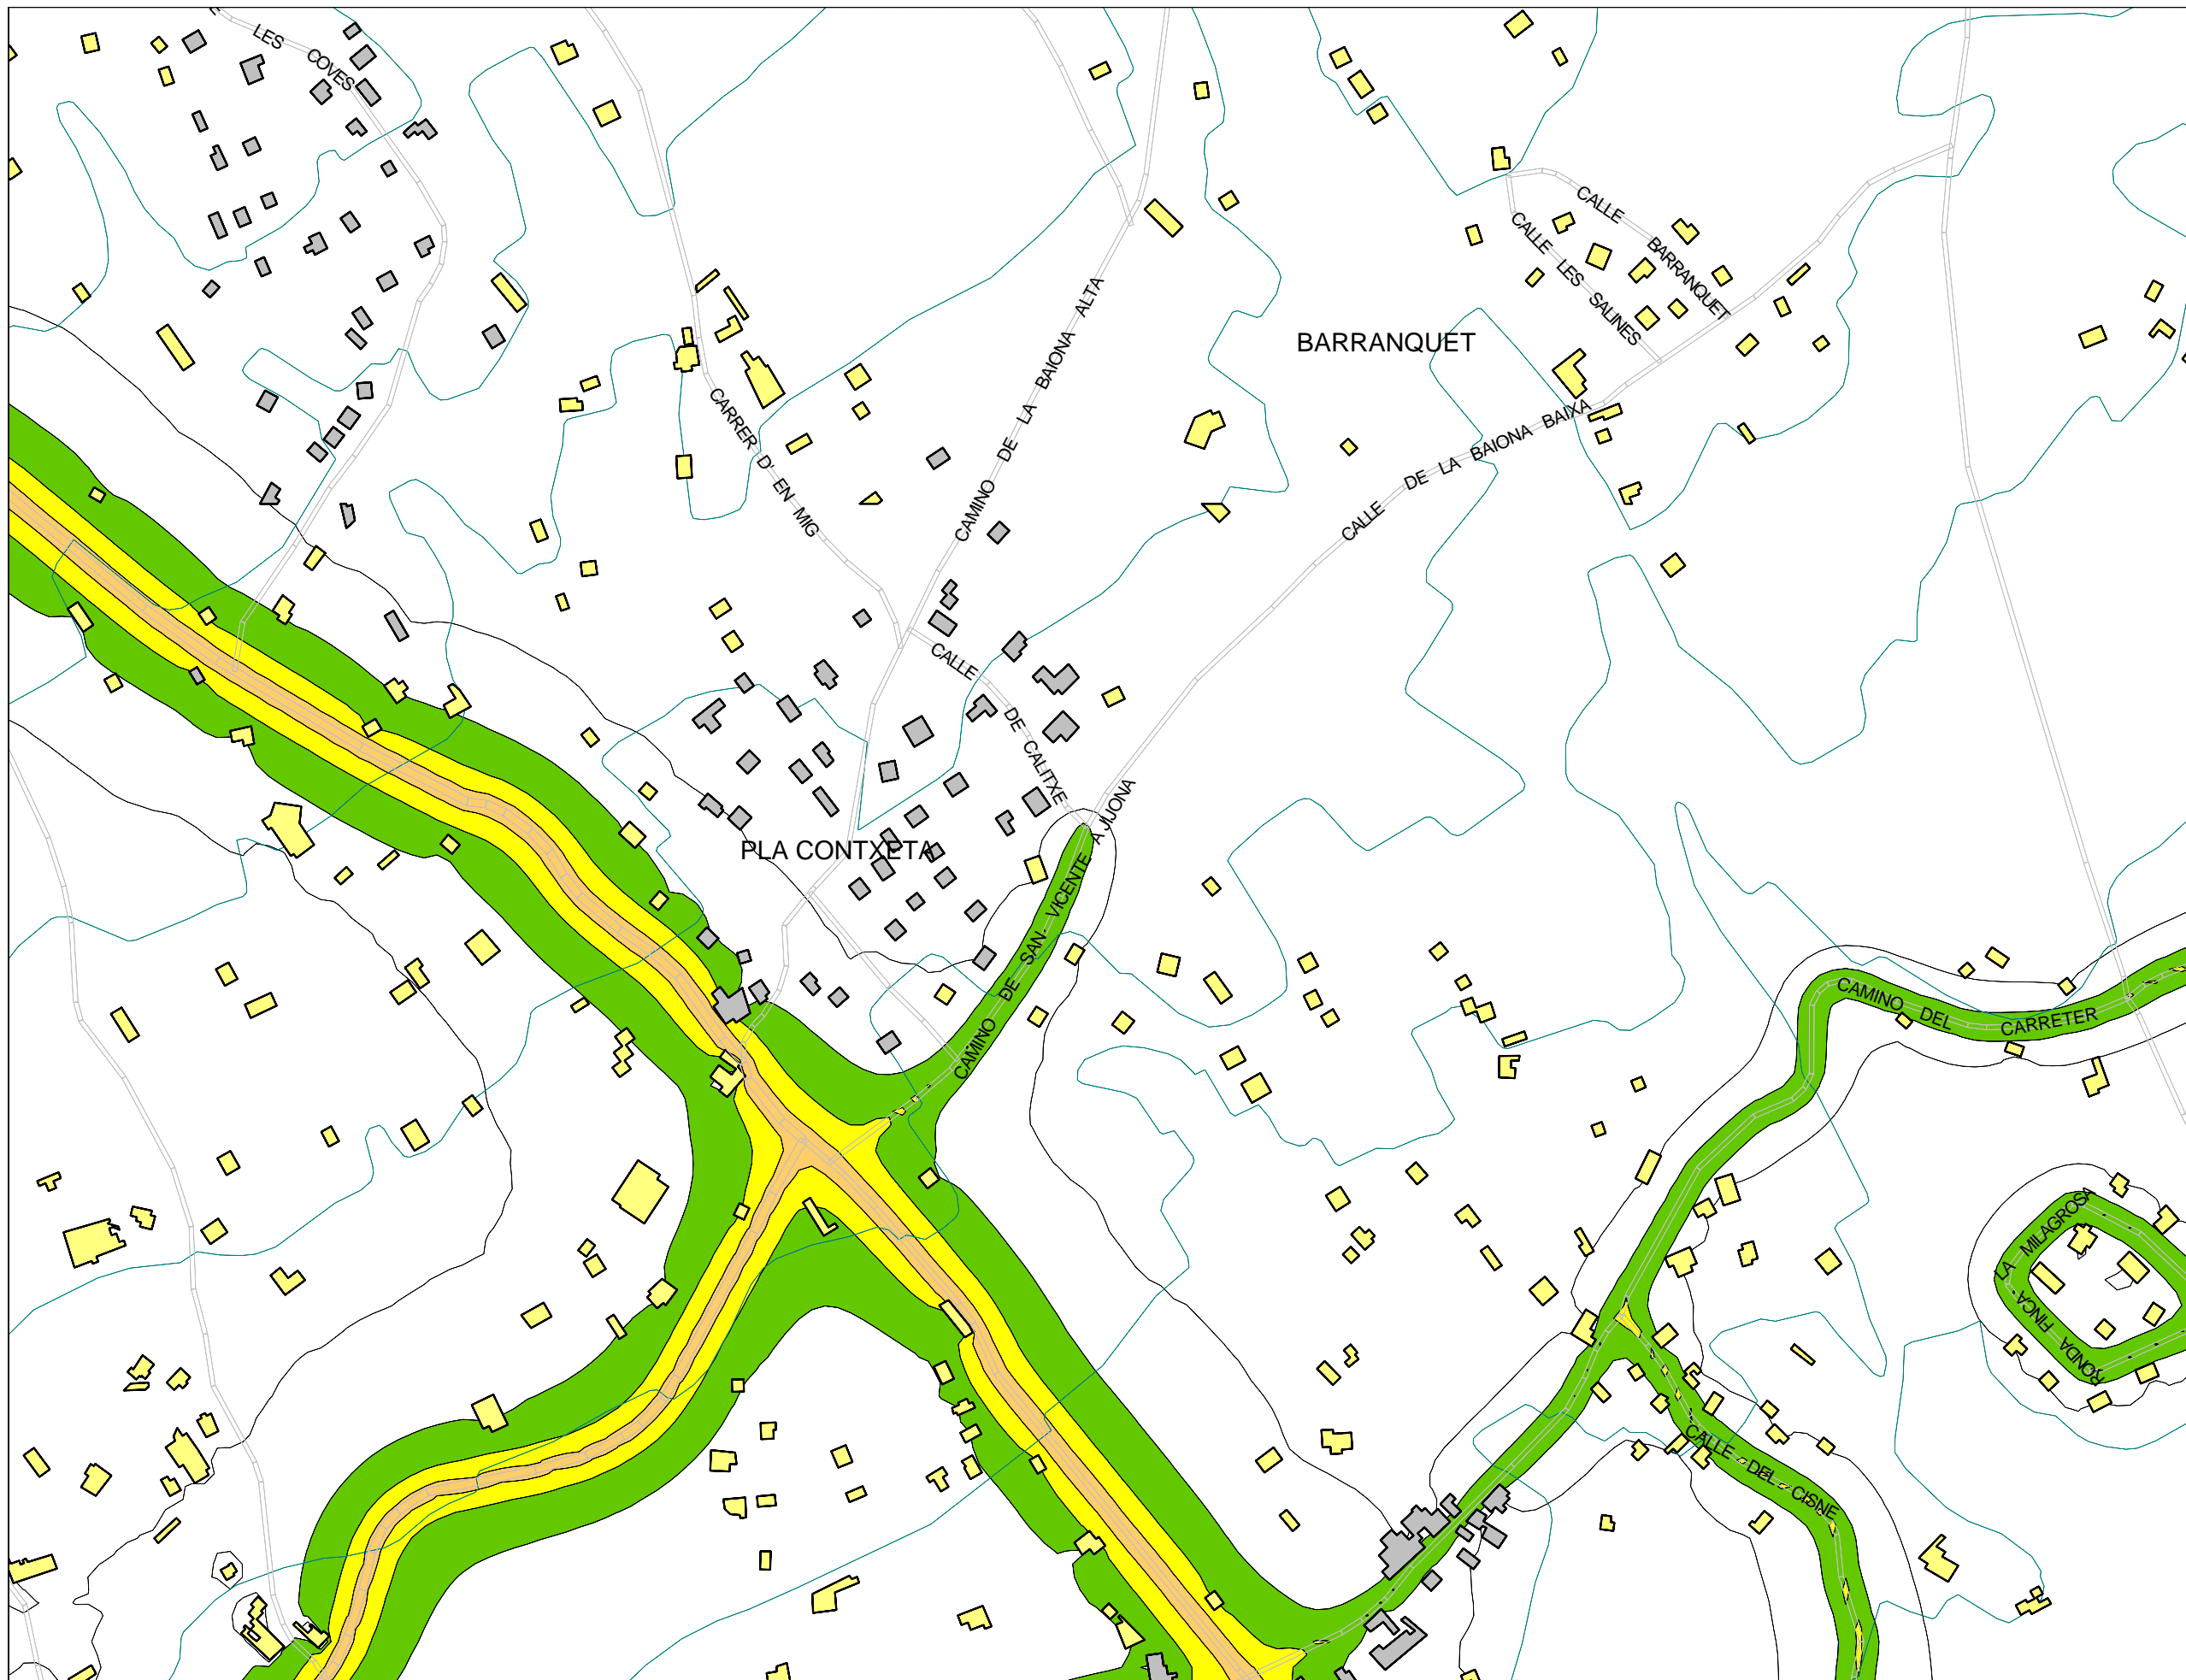 LES COVES
CALLE BARRANQUET
CALLE LES SALINES
BARRANQUET
CAMINO DE LA BAIONA ALTA
CARRER D' EN MIG
CALLE DE LA BAIONA BAIXA
CALLE DE CALITXE
PLA CONTXETA
CAMINO DE SAN VICENTE A JIJONA
CAMINO DEL CARRETER
RONDA FINCA LA MILAGROSA
CALLE DEL CISNE